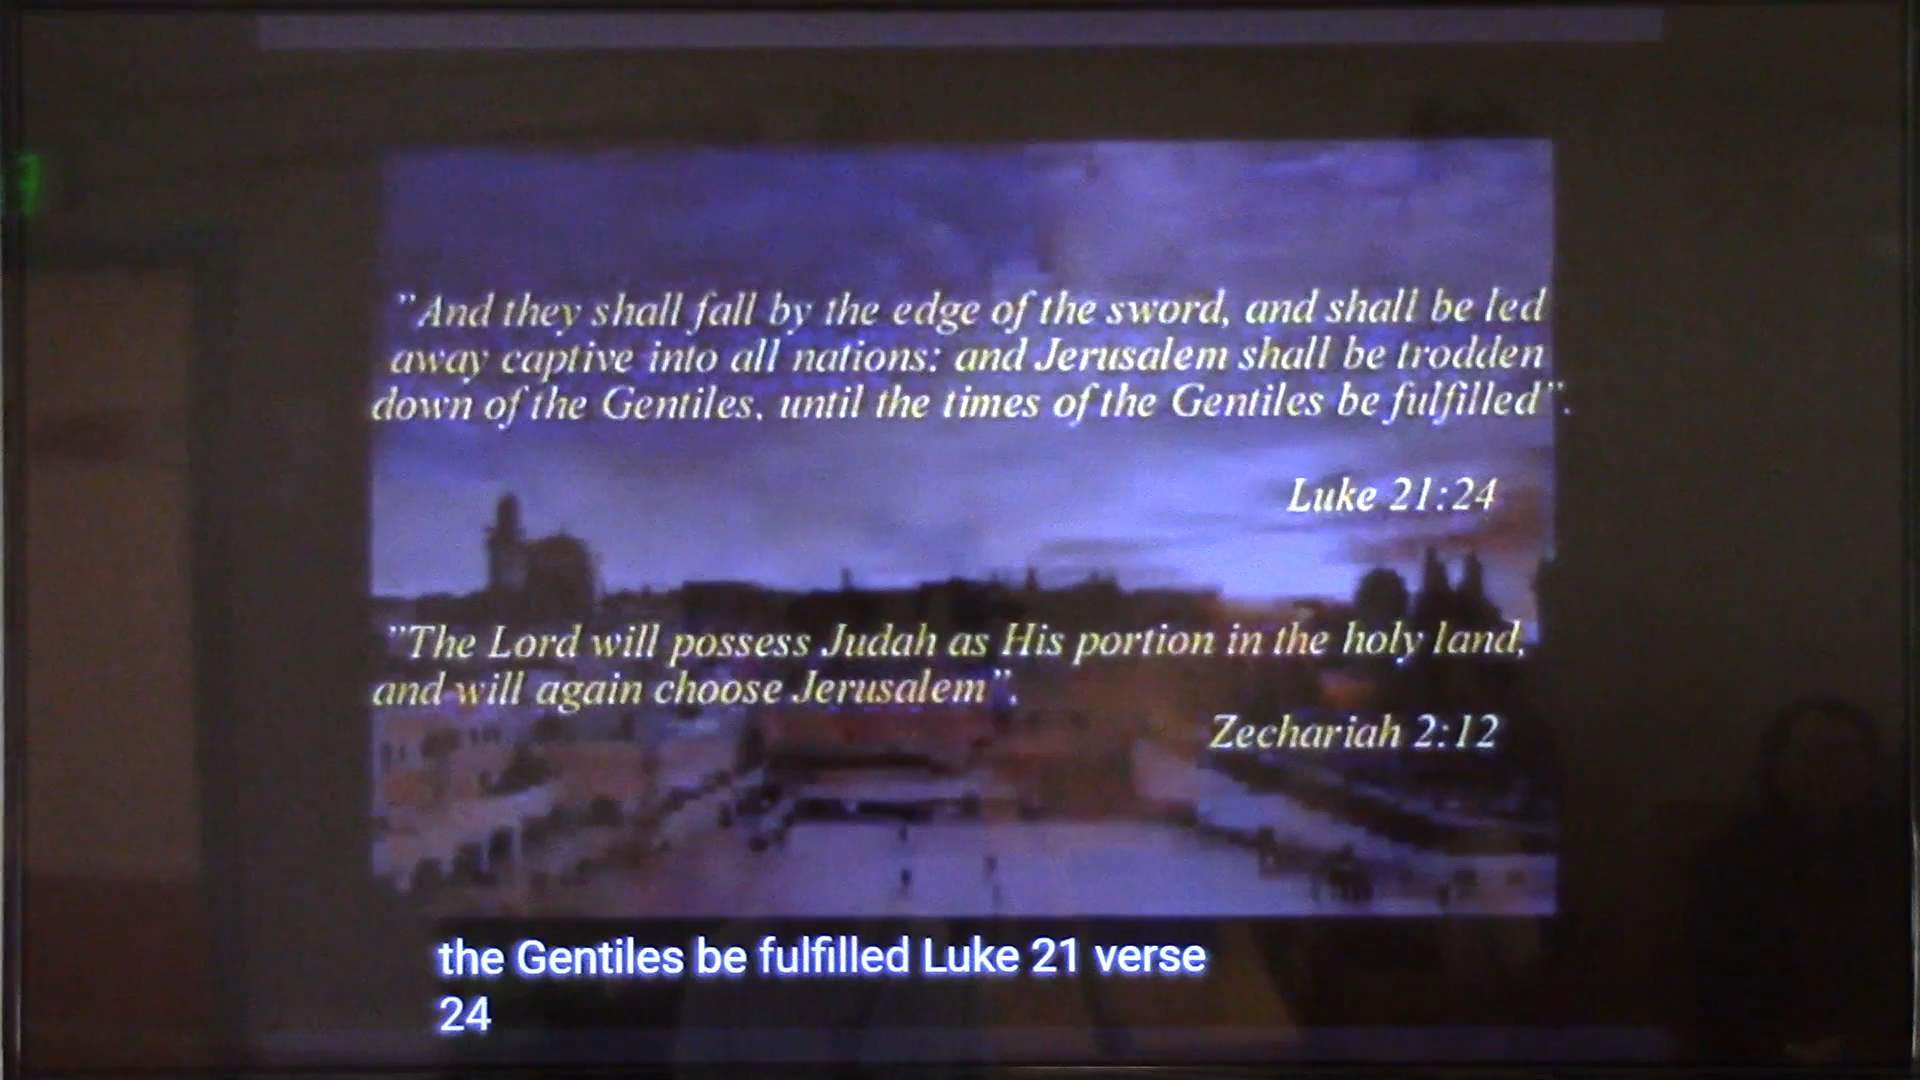 "And they shall fall by the edge of the sword, and shall be led
away captive into all nations: and Jerusalem shall be trodden
down of the Gentiles, until the times of the Gentiles be fulfilled".
Luke 21:24
"The Lord will possess Judah as His portion in the holy land,
and will again choose Jerusalem".
Zechariah 2:12
the Gentiles be fulfilled Luke 21 verse
24